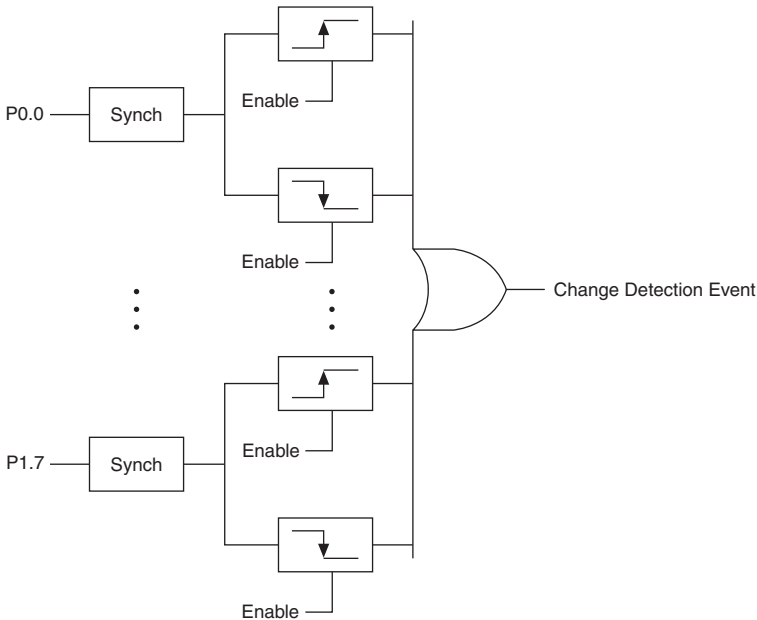 Enable
P0.0
Synch
Enable
Change Detection Event
Enable
P1.7
Synch
Enable